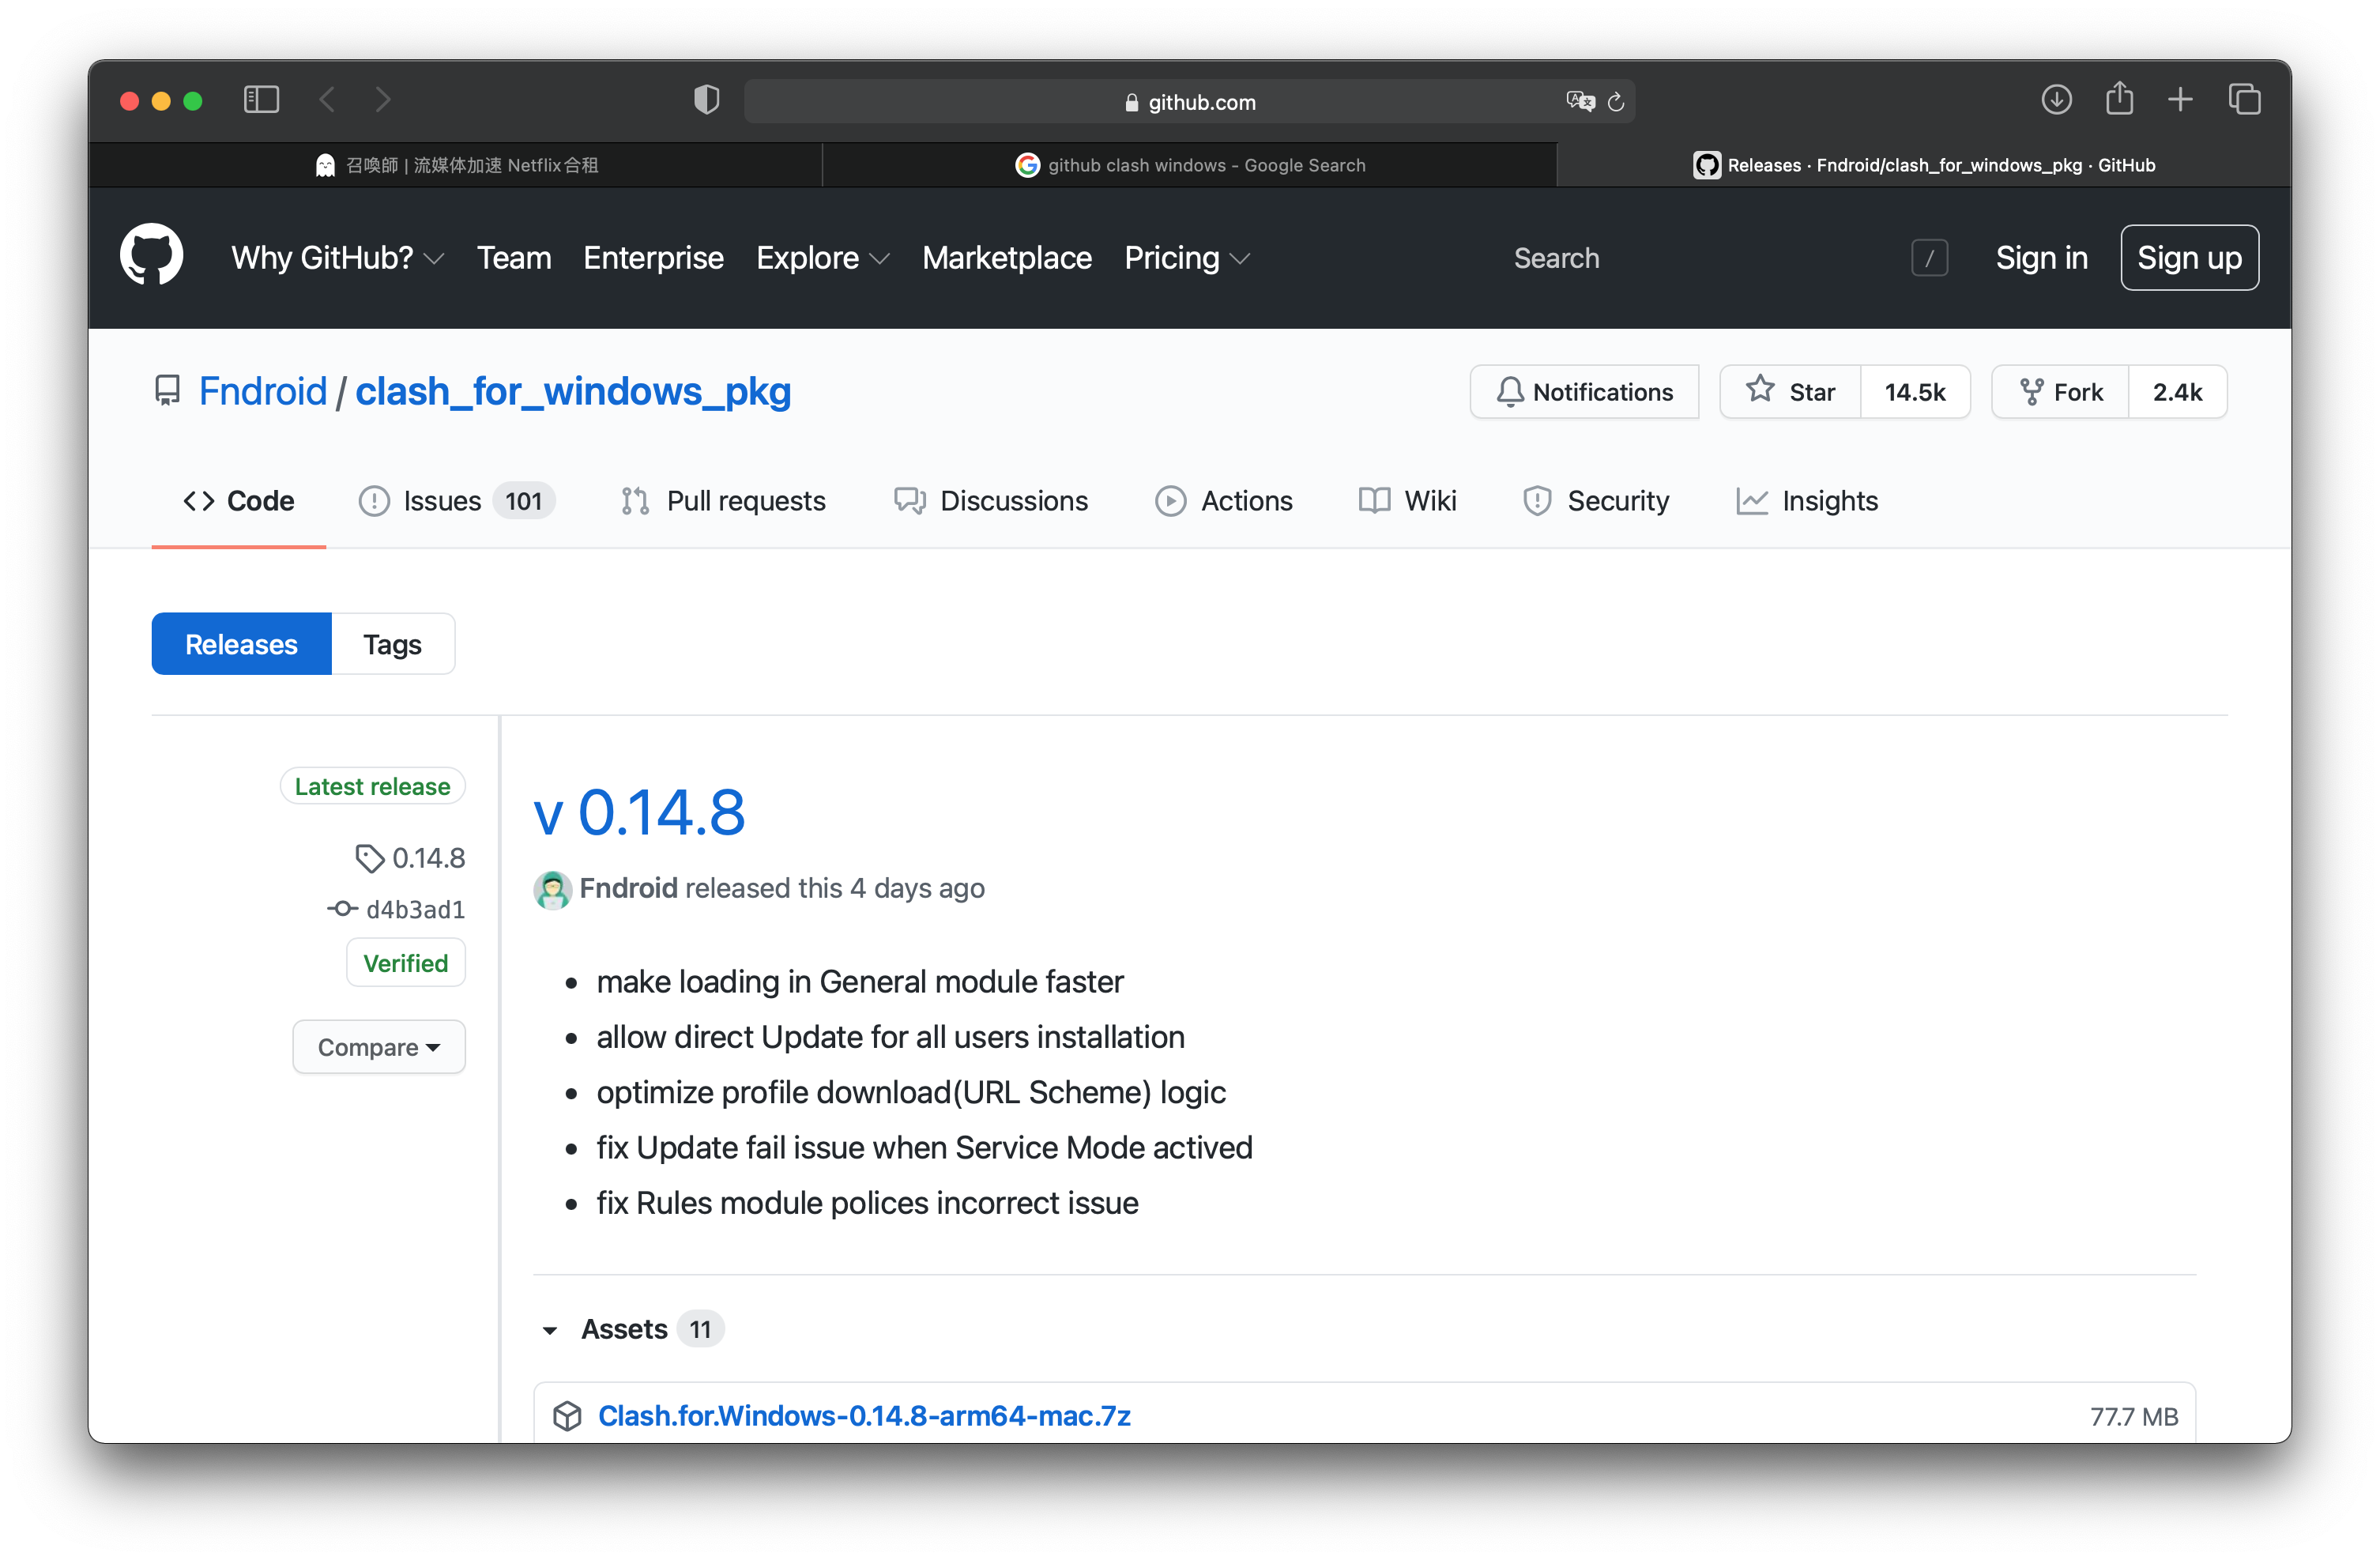 github.com
召喚師 | 流媒体加速 Netflix合租
github clash windows - Google Search
Releases · Fndroid/clash_for_windows_pkg · GitHub
Why GitHub? Team Enterprise Explore Marketplace Pricing Search / Sign in Sign up
Fndroid / clash_for_windows_pkg
Notifications Star 14.5k Fork 2.4k
Code Issues 101 Pull requests Discussions Actions Wiki Security Insights
Releases Tags
Latest release
0.14.8
d4b3ad1
Verified
Compare
v 0.14.8
Fndroid released this 4 days ago
• make loading in General module faster
• allow direct Update for all users installation
• optimize profile download(URL Scheme) logic
• fix Update fail issue when Service Mode actived
• fix Rules module polices incorrect issue
Assets 11
Clash.for.Windows-0.14.8-arm64-mac.7z 77.7 MB